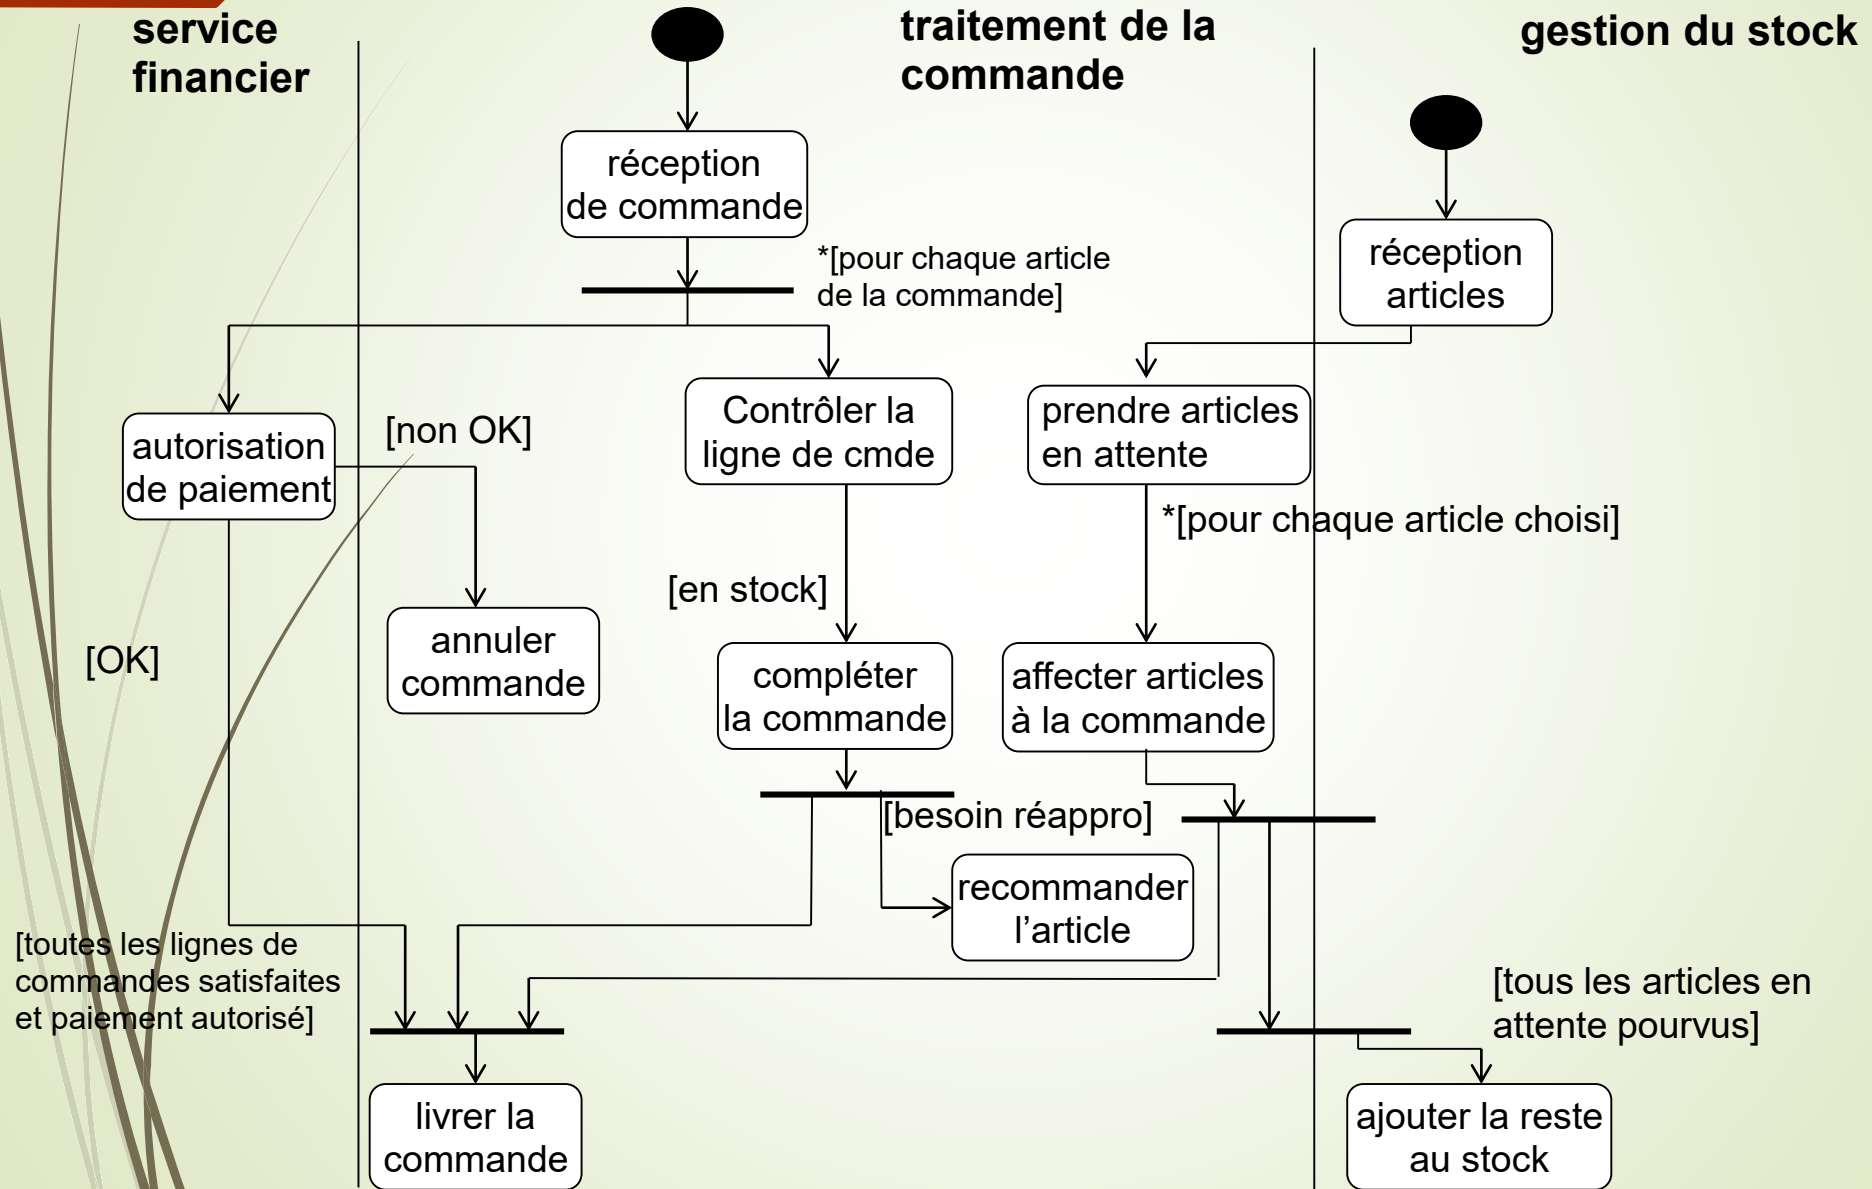 service
financier
traitement de la
commande
gestion du stock
réception
de commande
*[pour chaque article
de la commande]
réception
articles
autorisation
de paiement
[non OK]
Contrôler la
ligne de cmde
prendre articles
en attente
*[pour chaque article choisi]
[en stock]
[OK]
annuler
commande
compléter
la commande
affecter articles
à la commande
[besoin réappro]
recommander
l’article
[toutes les lignes de
commandes satisfaites
et paiement autorisé]
[tous les articles en
attente pourvus]
livrer la
commande
ajouter la reste
au stock